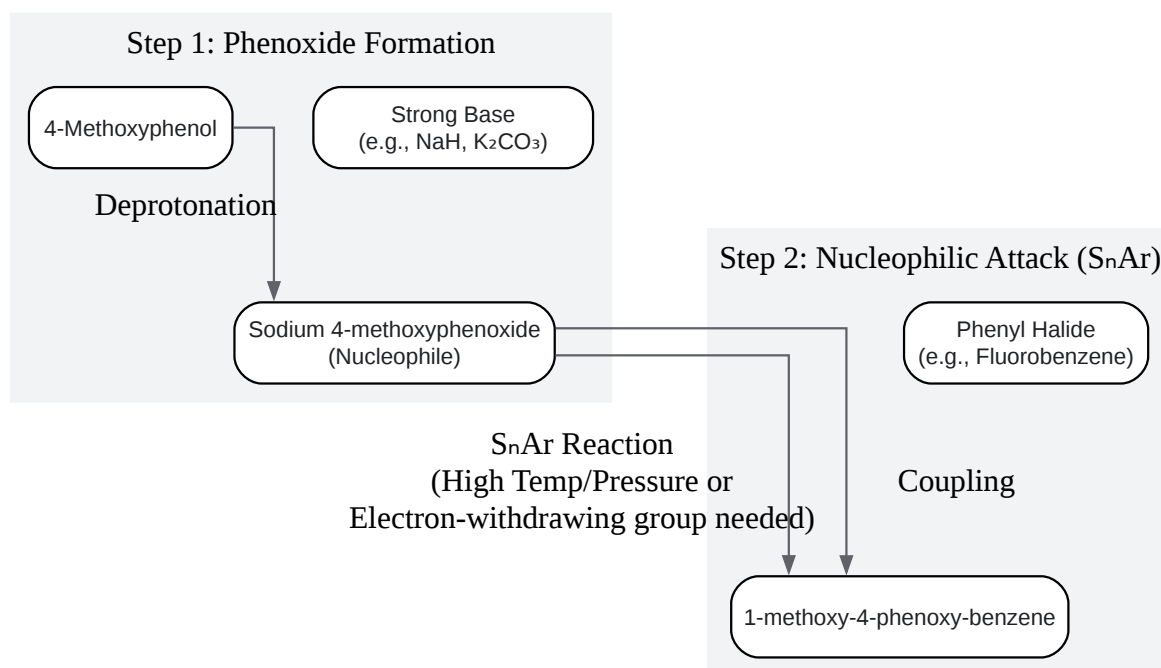 Step 1: Phenoxide Formation
4-Methoxyphenol
Strong Base
(e.g., NaH, K₂CO₃)
Deprotonation
Sodium 4-methoxyphenoxide
(Nucleophile)
Step 2: Nucleophilic Attack (SₙAr)
Phenyl Halide
(e.g., Fluorobenzene)
SₙAr Reaction
(High Temp/Pressure or
Electron-withdrawing group needed)
Coupling
1-methoxy-4-phenoxy-benzene